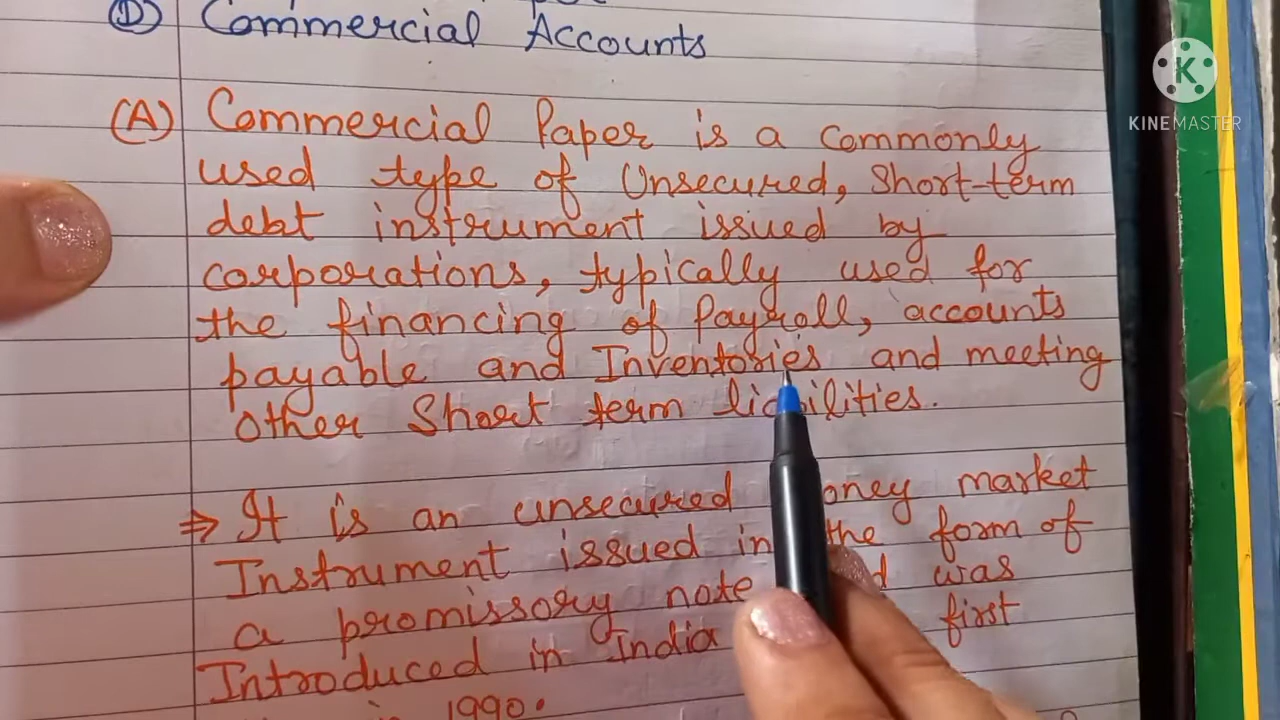 (D) Commercial Accounts
(A) Commercial Paper is a commonly
used type of Unsecured, Short-term
debt instrument issued by
corporations, typically used for
the financing of Payroll, accounts
payable and Inventories and meeting
other Short term liabilities.
⇒ It is an unsecured money market
Instrument issued in the form of
a promissory note was
Introduced in India first
in 1990.
KINEMASTER